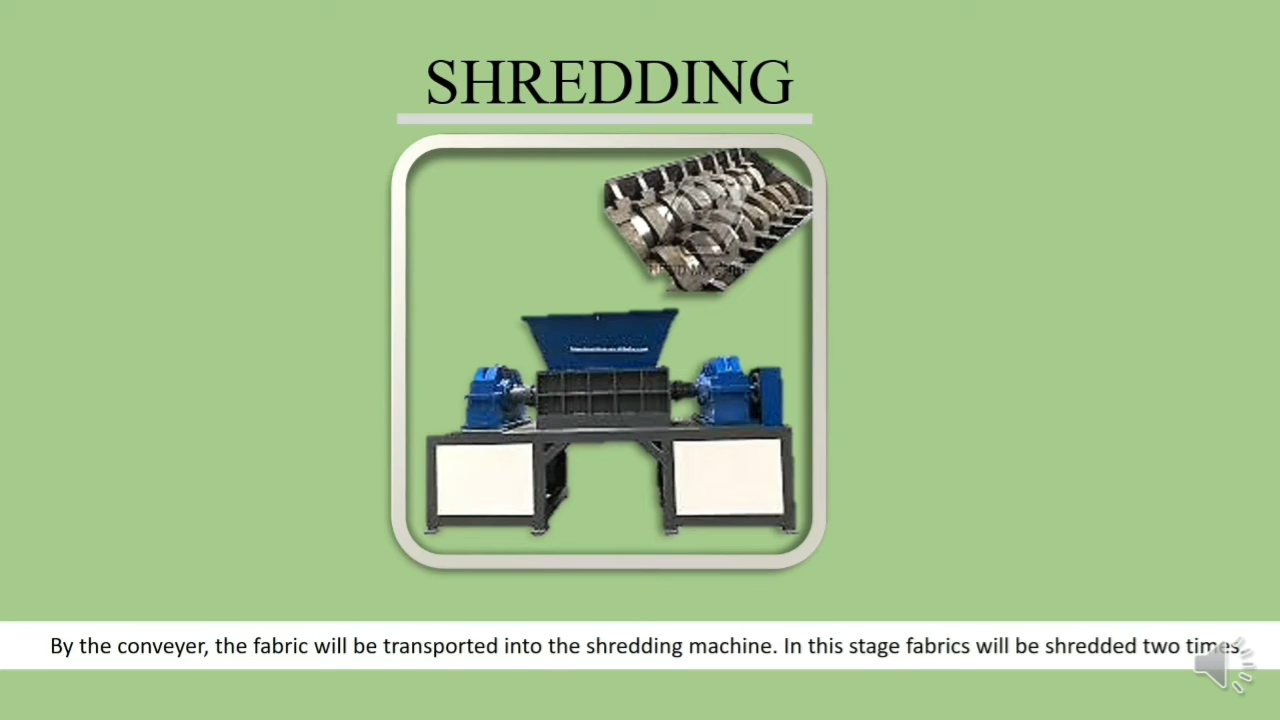 SHREDDING
By the conveyer, the fabric will be transported into the shredding machine. In this stage fabrics will be shredded two times.